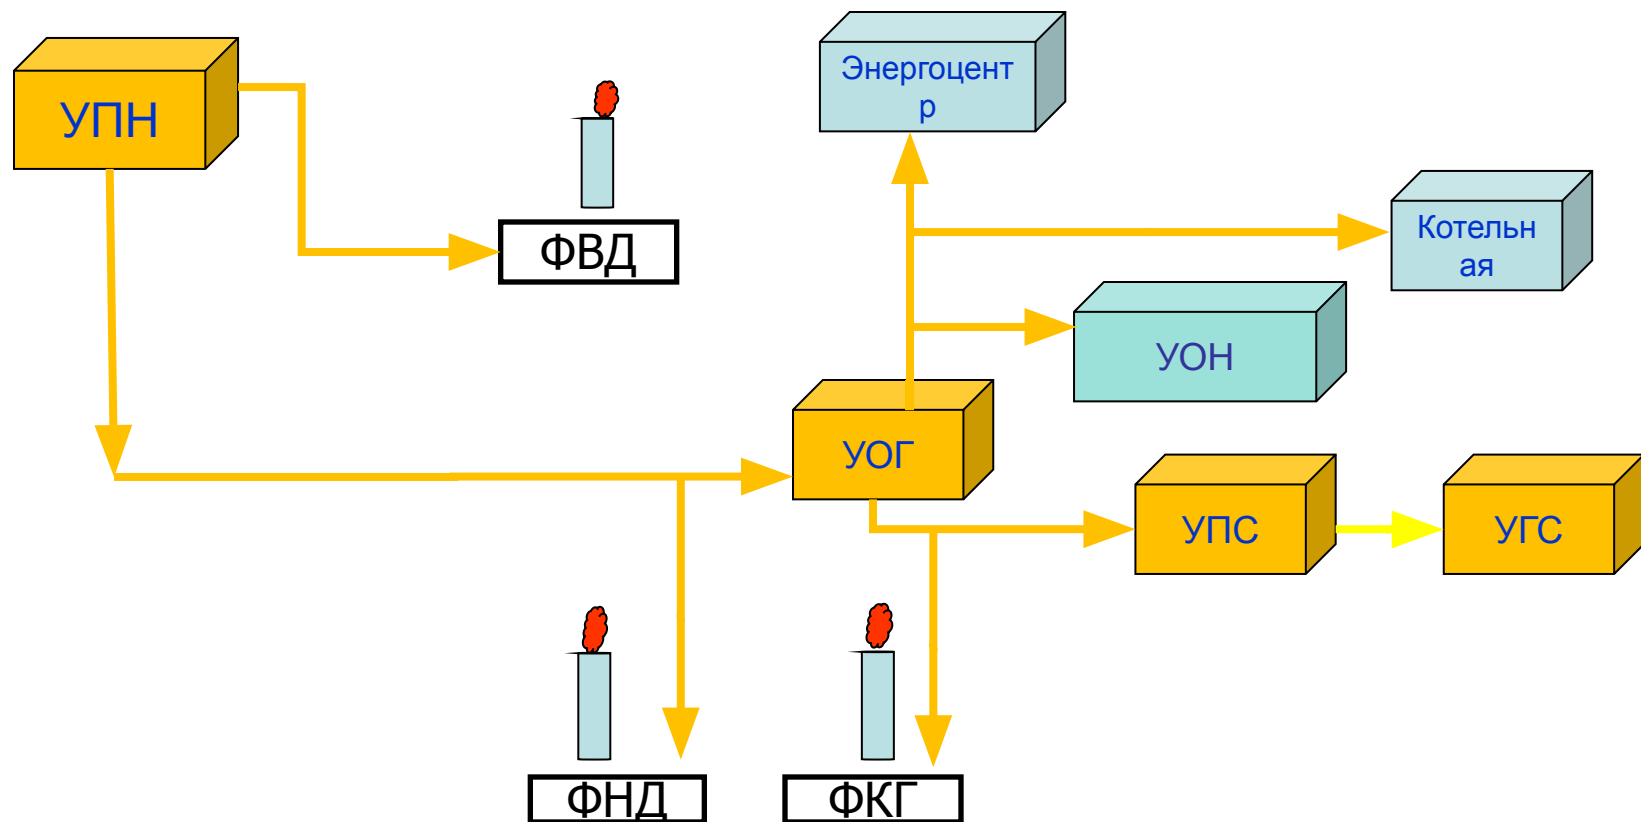 УПН
Энергоцент
р
ФВД
Котельн
ая
УОН
УОГ
УПС
УГС
ФНД
ФКГ